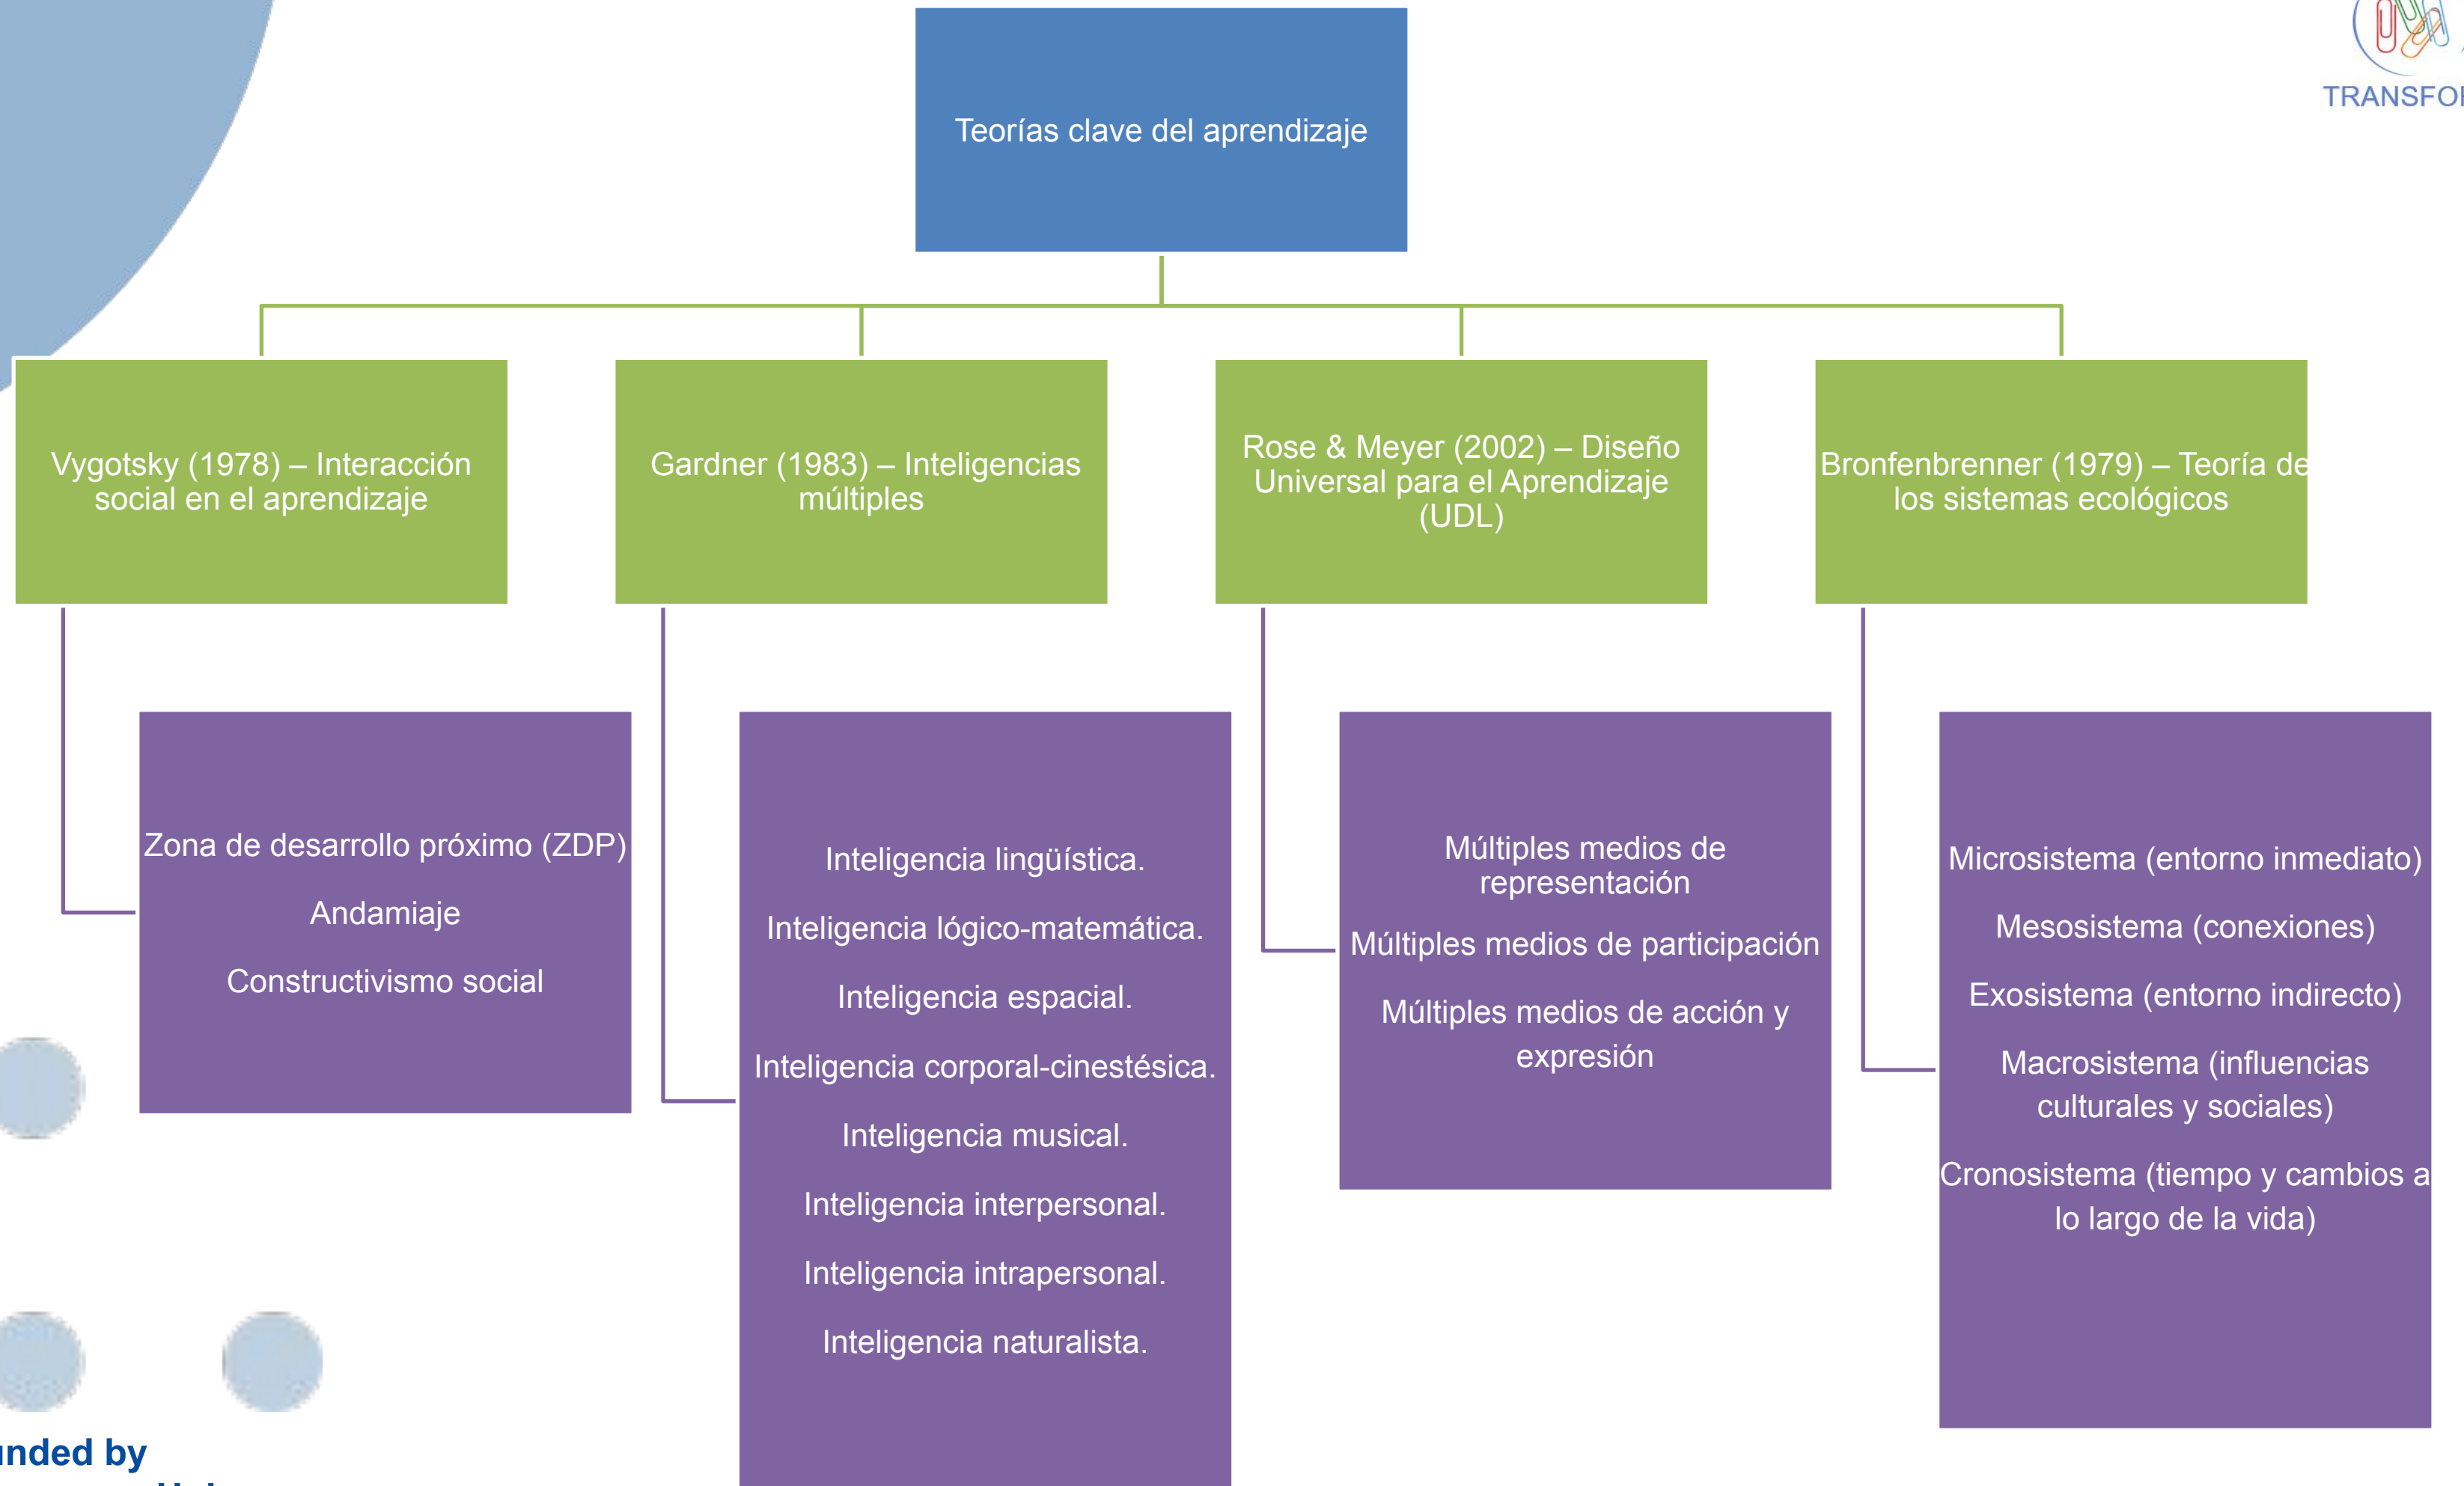 TRANSFOR
Teorías clave del aprendizaje
Vygotsky (1978) – Interacción
social en el aprendizaje
Gardner (1983) – Inteligencias
múltiples
Rose & Meyer (2002) – Diseño
Universal para el Aprendizaje
(UDL)
Bronfenbrenner (1979) – Teoría de
los sistemas ecológicos
Zona de desarrollo próximo (ZDP)
Andamiaje
Constructivismo social
Inteligencia lingüística.
Inteligencia lógico-matemática.
Inteligencia espacial.
Inteligencia corporal-cinestésica.
Inteligencia musical.
Inteligencia interpersonal.
Inteligencia intrapersonal.
Inteligencia naturalista.
Múltiples medios de
representación
Múltiples medios de participación
Múltiples medios de acción y
expresión
Microsistema (entorno inmediato)
Mesosistema (conexiones)
Exosistema (entorno indirecto)
Macrosistema (influencias
culturales y sociales)
Cronosistema (tiempo y cambios a
lo largo de la vida)
unded by